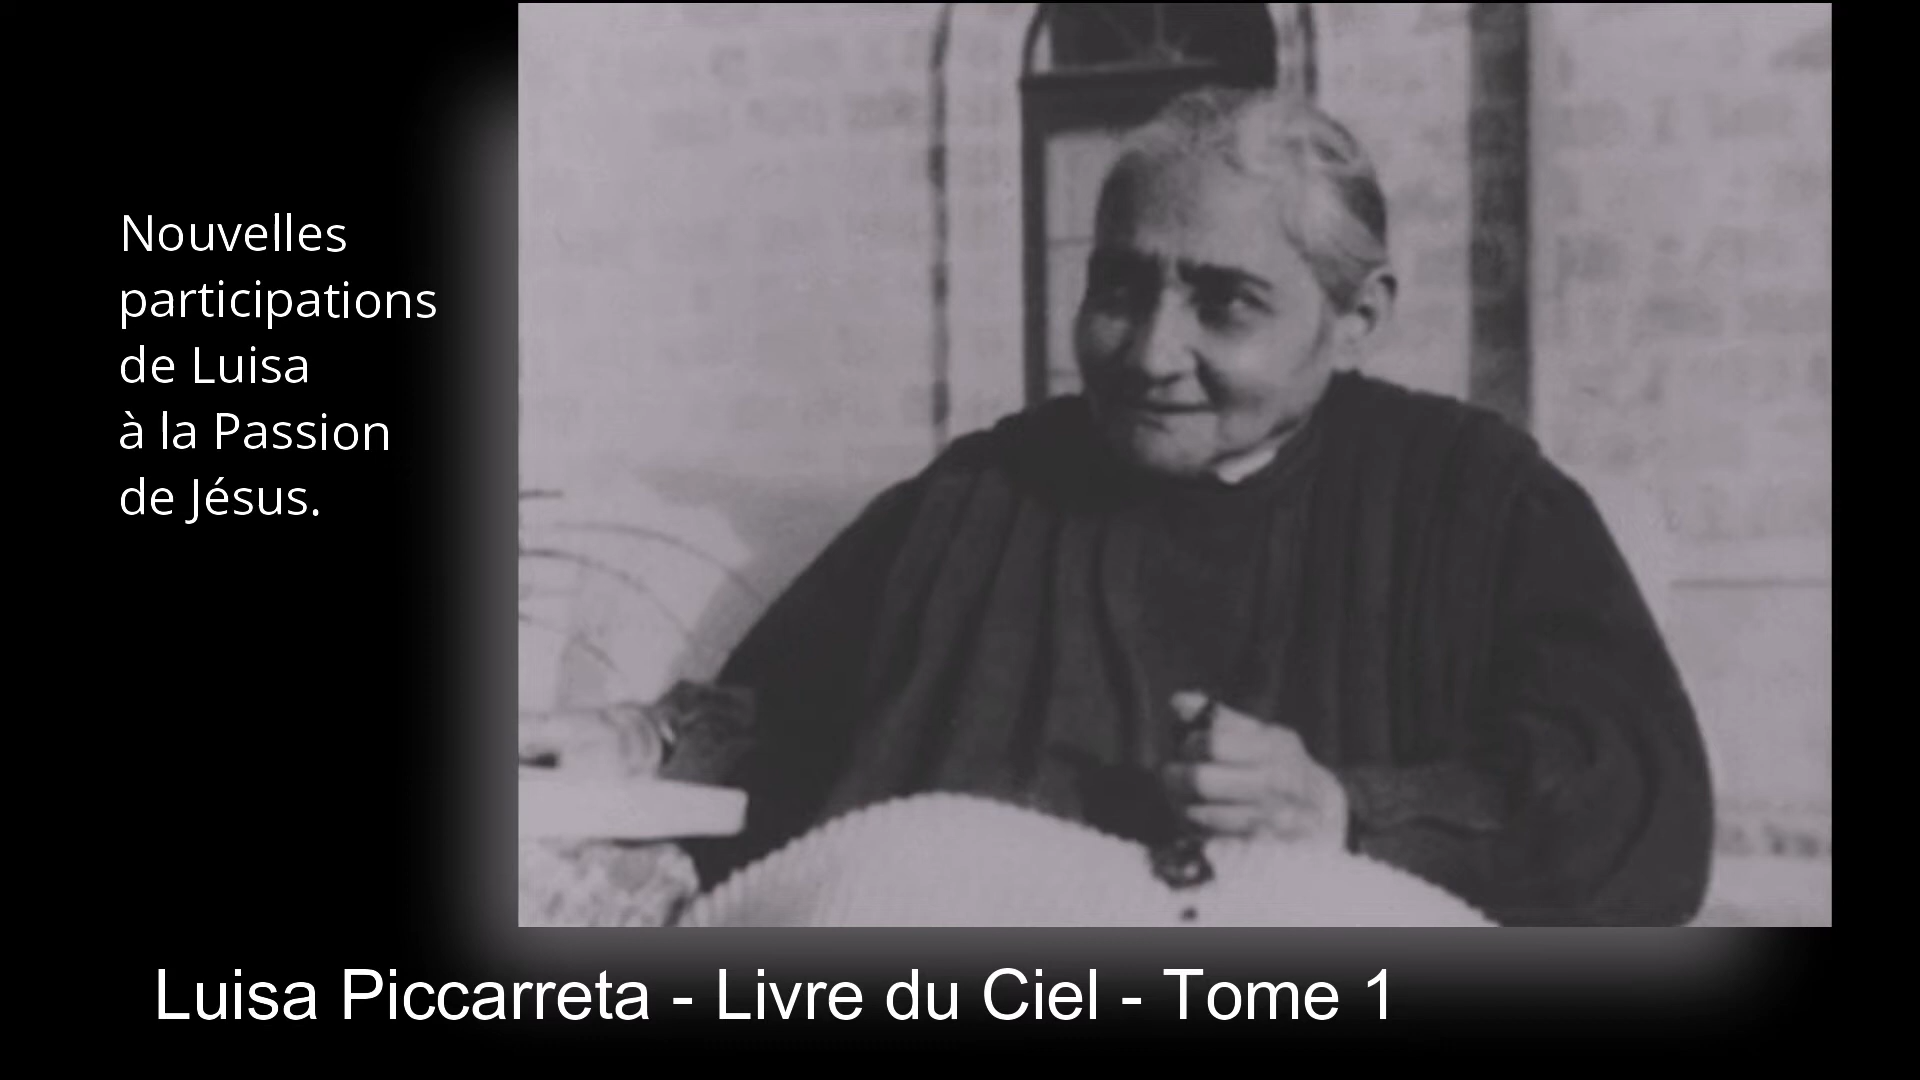 Nouvelles
participations
de Luisa
à la Passion
de Jésus.
Luisa Piccarreta - Livre du Ciel - Tome 1